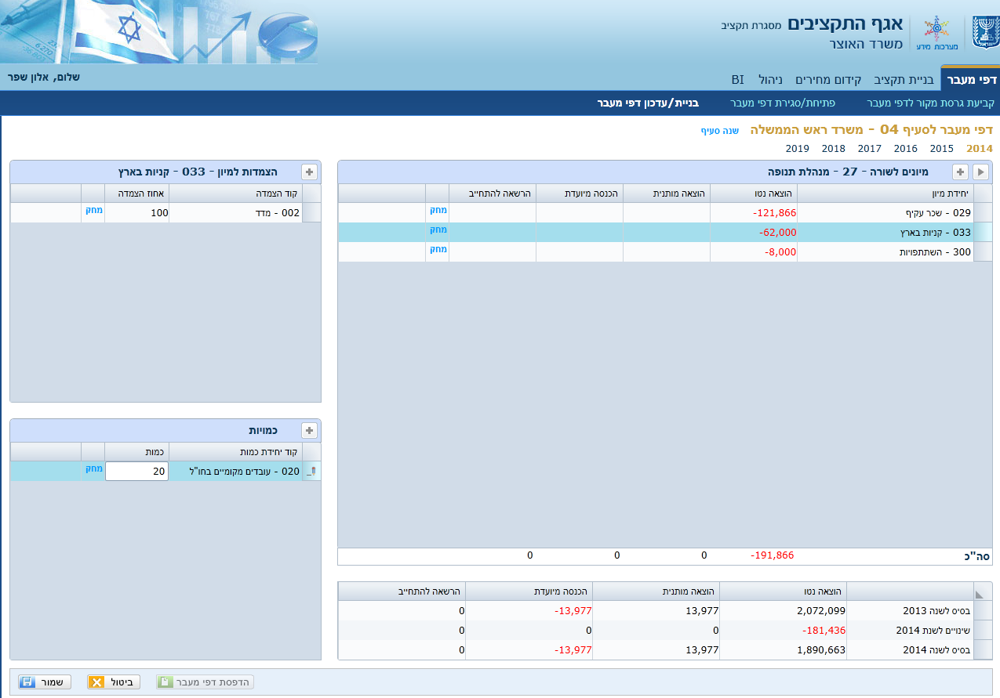 אגף התקציבים מסגרת תקציב
משרד האוצר
מערכות מידע
שלום, אלון שפר
דפי מעבר בניית תקציב קידום מחירים ניהול BI
קביעת גרסת מקור לדפי מעבר פתיחת/סגירת דפי מעבר בניית/עדכון דפי מעבר
דפי מעבר לסעיף 04 - משרד ראש הממשלה שנה סעיף
2014 2015 2016 2017 2018 2019
מיונים לשורה - 27 - מנהלת תנופה
יחידת מיון הוצאה נטו הוצאה מותנית הכנסה מיועדת הרשאה להתחייב
029 - שכר עקיף -121,866 מחק
033 - קניות בארץ -62,000 מחק
300 - השתתפויות -8,000 מחק
סה"כ -191,866 0 0 0
הוצאה נטו הוצאה מותנית הכנסה מיועדת הרשאה להתחייב
בסיס לשנה 2013 2,072,099 13,977 -13,977 0
שינויים לשנת 2014 -181,436 0 0 0
בסיס לשנה 2014 1,890,663 13,977 -13,977 0
הצמדות למיון - 033 - קניות בארץ
קוד הצמדה אחוז הצמדה
002 - מדד 100 מחק
כמויות
קוד יחידת כמות כמות
020 - עובדים מקומיים בחו"ל 20 מחק
הדפסת דפי מעבר ביטול שמור